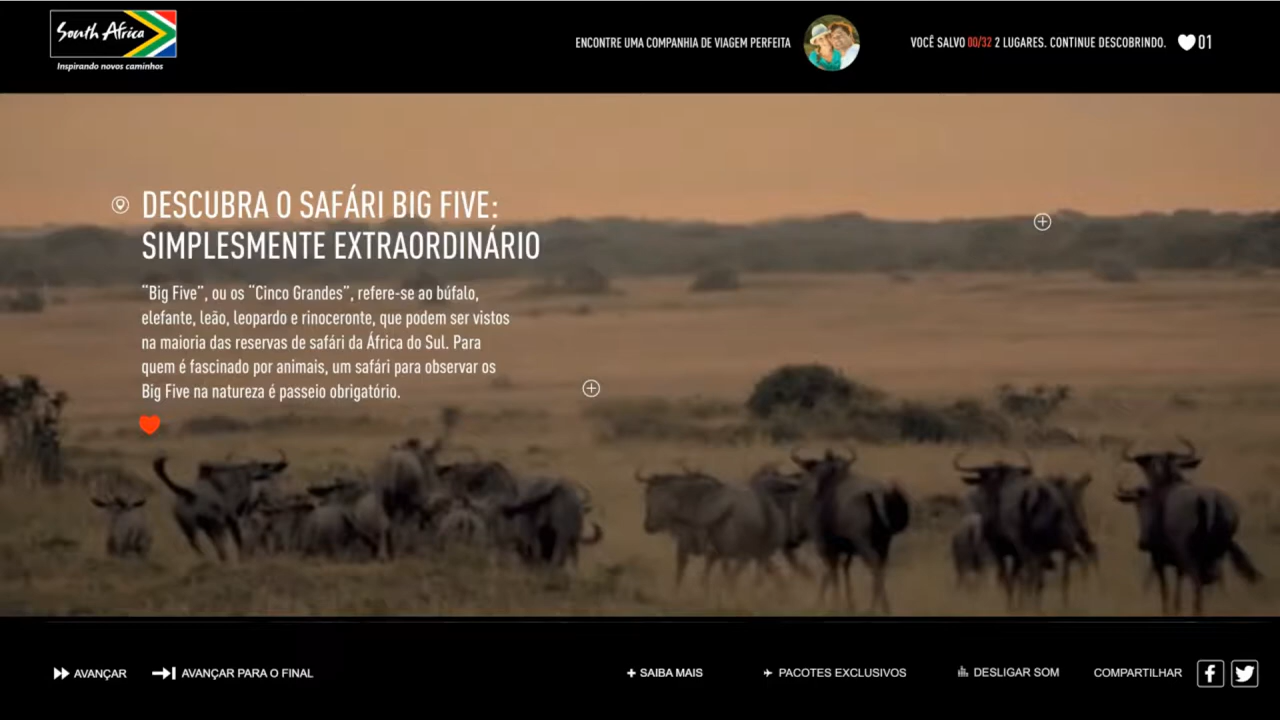 South Africa
Inspirando novos caminhos
ENCONTRE UMA COMPANHIA DE VIAGEM PERFEITA
VOCÊ SALVO 00/32 2 LUGARES. CONTINUE DESCOBRINDO.
01
DESCUBRA O SAFÁRI BIG FIVE:
SIMPLESMENTE EXTRAORDINÁRIO
"Big Five", ou os "Cinco Grandes", refere-se ao búfalo,
elefante, leão, leopardo e rinoceronte, que podem ser vistos
na maioria das reservas de safári da África do Sul. Para
quem é fascinado por animais, um safári para observar os
Big Five na natureza é passeio obrigatório.
AVANÇAR
AVANÇAR PARA O FINAL
+ SAIBA MAIS
PACOTES EXCLUSIVOS
DESLIGAR SOM
COMPARTILHAR